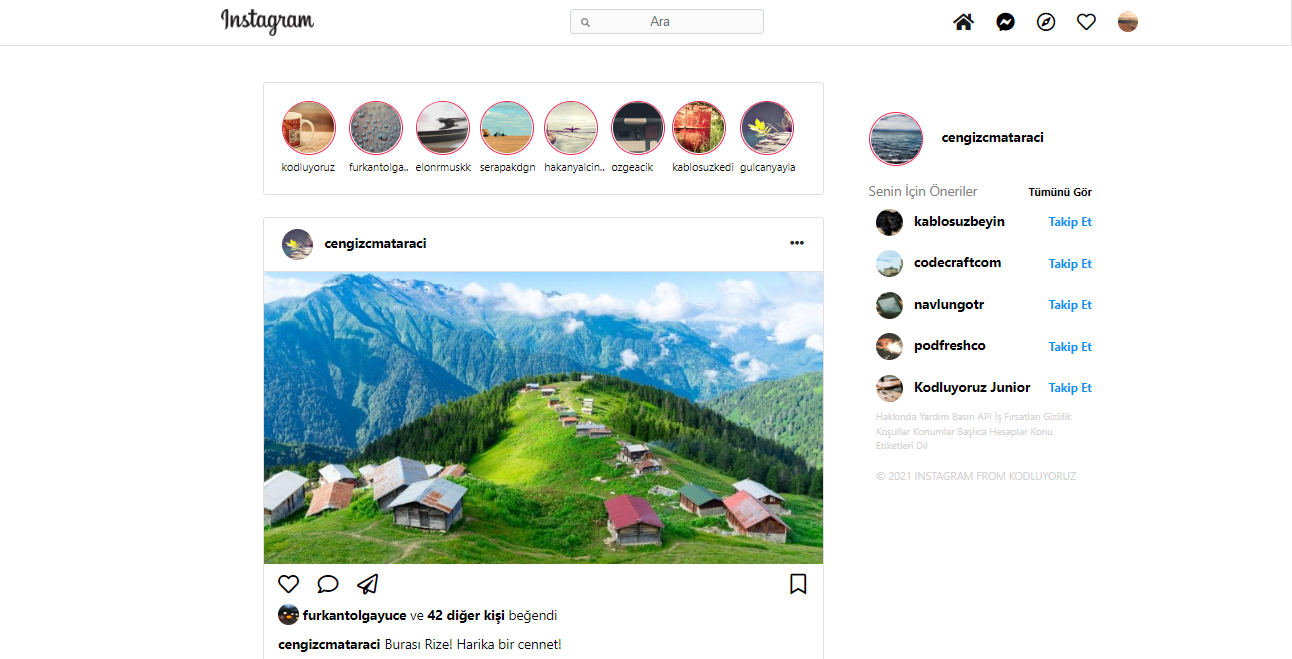 Instagram
Ara
kodluyoruz
furkantolga..
elonrmuskk
serapakdgn
hakanyalcin..
ozgeacik
kablosuzkedi
gulcanyayla
cengizcmataraci
cengizcmataraci
Senin İçin Öneriler Tümünü Gör
kablosuzbeyin Takip Et
codecraftcom Takip Et
navlungotr Takip Et
podfreshco Takip Et
Kodluyoruz Junior Takip Et
Hakkında Yardım Basın API İş Fırsatları Gizlilik
Koşullar Konumlar Başlıca Hesaplar Konu
Etiketleri Dil
© 2021 INSTAGRAM FROM KODLUYORUZ
furkantolgayuce ve 42 diğer kişi beğendi
cengizcmataraci Burası Rize! Harika bir cennet!